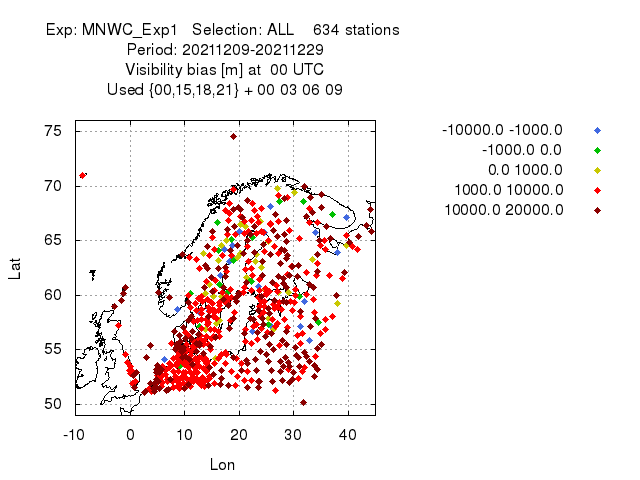 Exp: MNWC_Exp1 Selection: ALL 634 stations
Period: 20211209-20211229
Visibility bias [m] at 00 UTC
Used {00,15,18,21} + 00 03 06 09
-10000.0 -1000.0
-1000.0 0.0
0.0 1000.0
1000.0 10000.0
10000.0 20000.0
75
70
65
60
55
50
Lat
-10 0 10 20 30 40
Lon